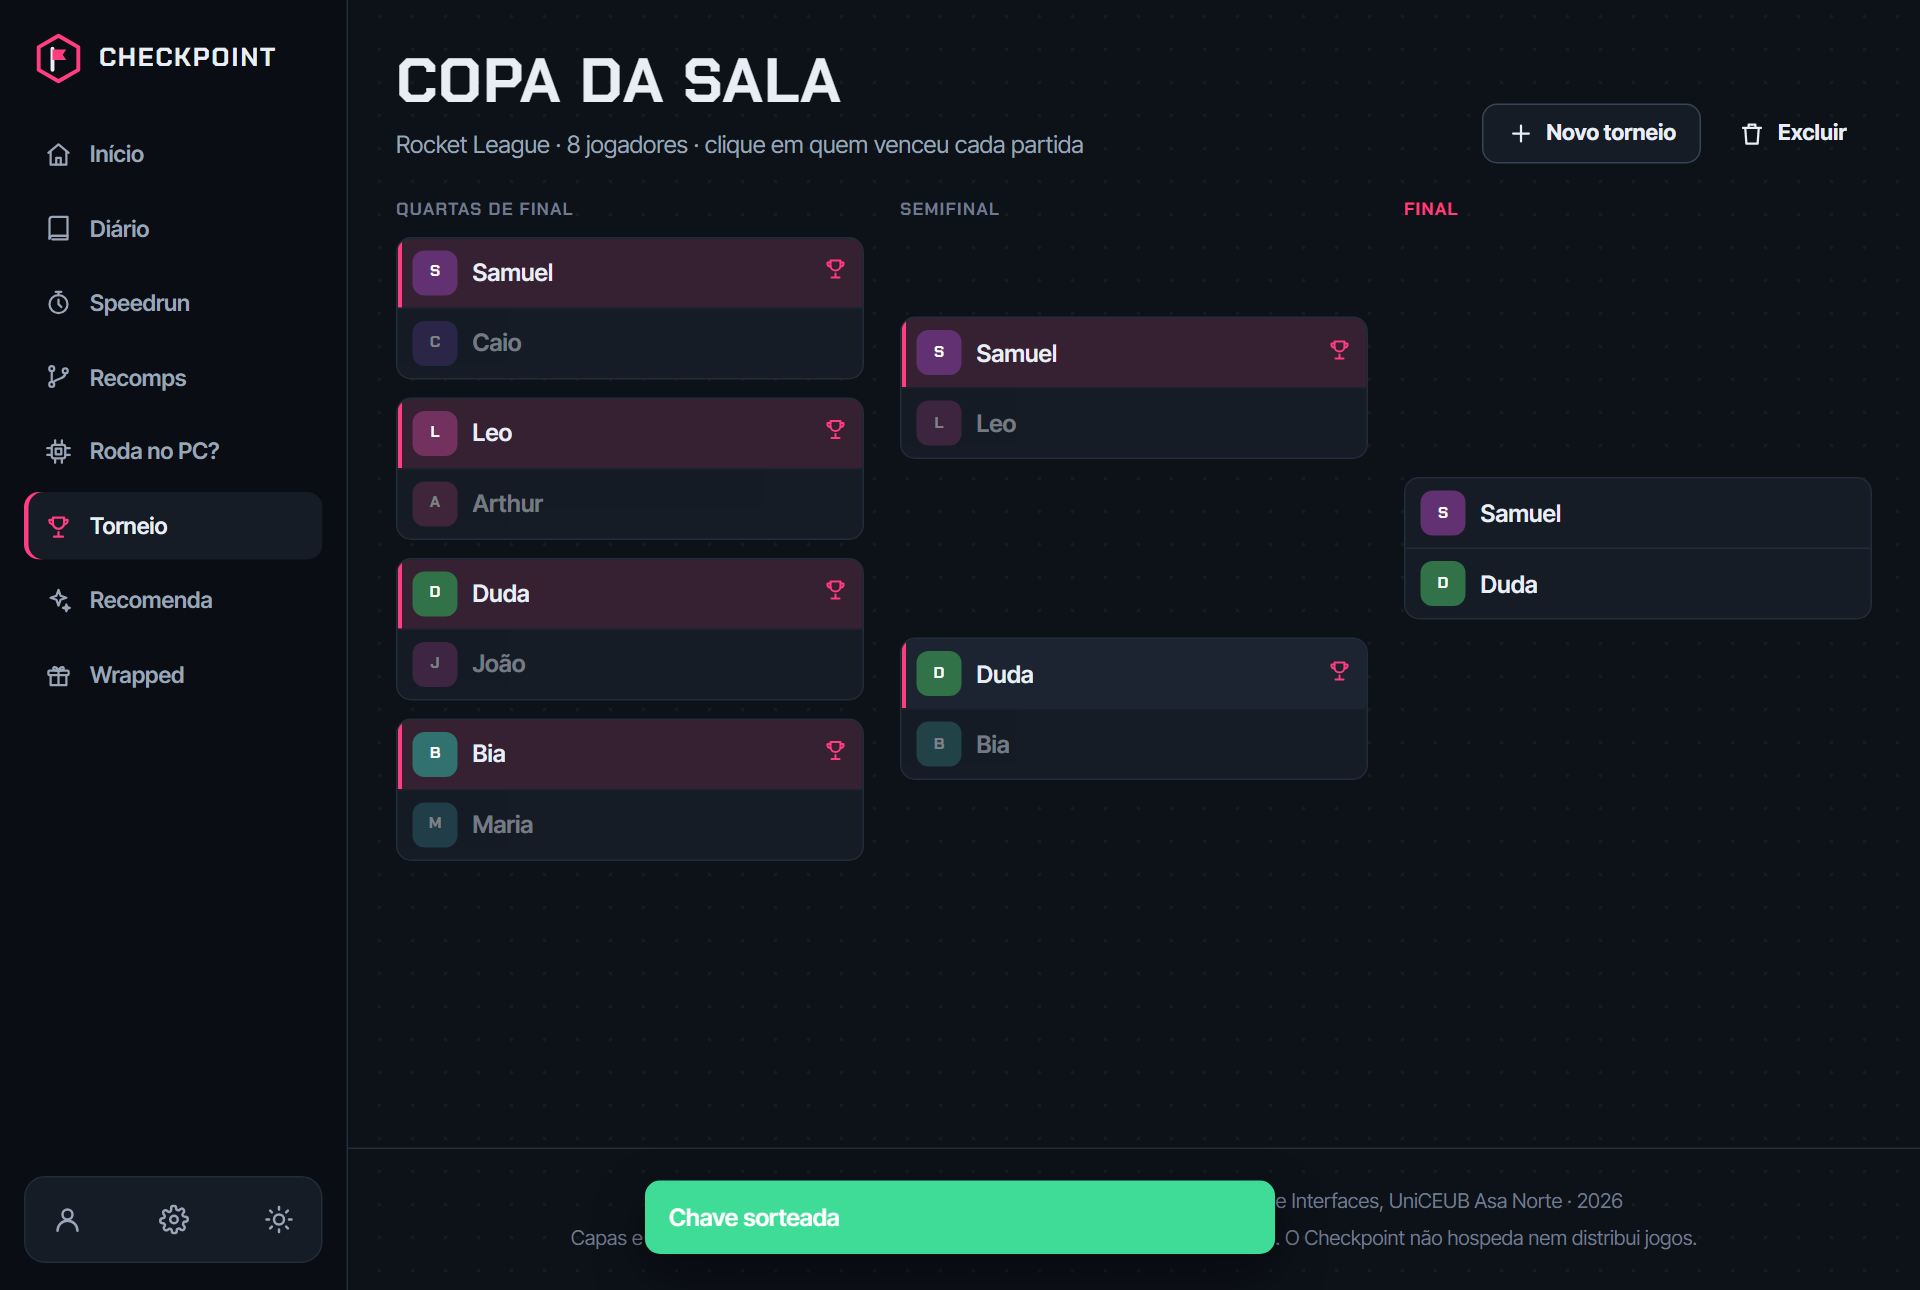 CHECKPOINT
Início
Diário
Speedrun
Recomps
Roda no PC?
Torneio
Recomenda
Wrapped
COPA DA SALA
Rocket League · 8 jogadores · clique em quem venceu cada partida
Novo torneio
Excluir
QUARTAS DE FINAL
S Samuel
C Caio
L Leo
A Arthur
D Duda
J João
B Bia
M Maria
SEMIFINAL
S Samuel
L Leo
D Duda
B Bia
FINAL
S Samuel
D Duda
Chave sorteada
e Interfaces, UniCEUB Asa Norte · 2026
Capas e
. O Checkpoint não hospeda nem distribui jogos.